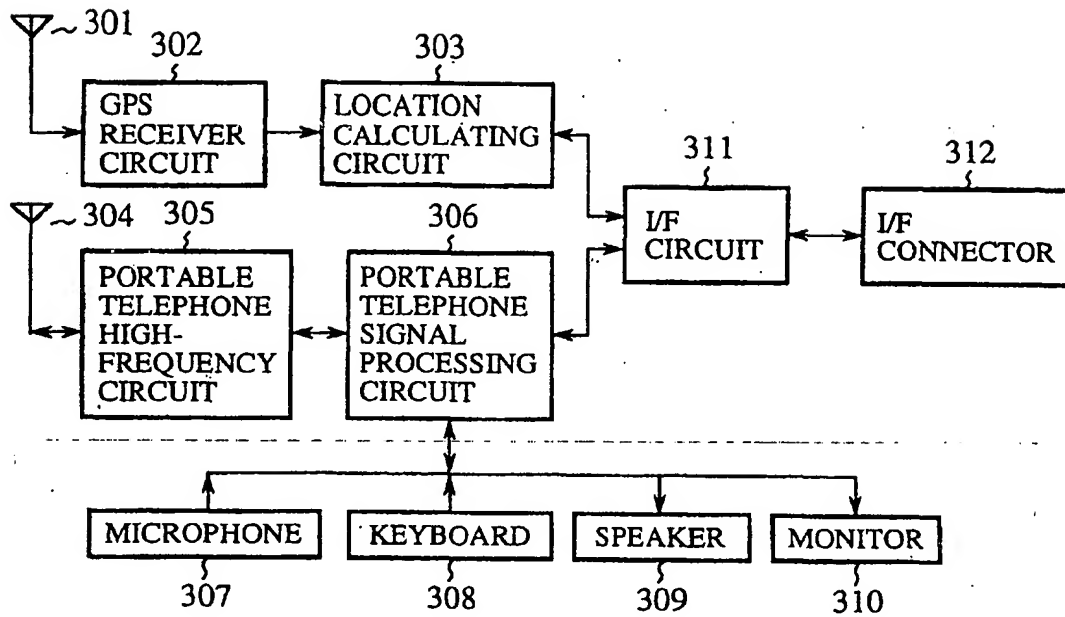 301
302
303
GPS
RECEIVER
CIRCUIT
LOCATION
CALCULATING
CIRCUIT
311
312
I/F
CIRCUIT
I/F
CONNECTOR
304
305
306
PORTABLE
TELEPHONE
HIGH-
FREQUENCY
CIRCUIT
PORTABLE
TELEPHONE
SIGNAL
PROCESSING
CIRCUIT
MICROPHONE
KEYBOARD
SPEAKER
MONITOR
307
308
309
310